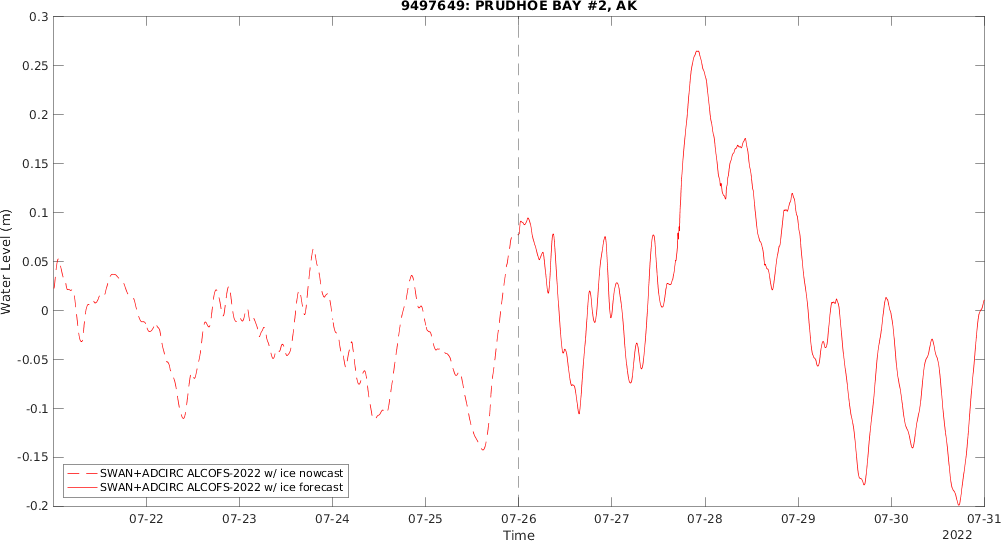 9497649: PRUDHOE BAY #2, AK
0.3
0.25
0.2
0.15
0.1
0.05
0
-0.05
-0.1
-0.15
-0.2
Water Level (m)
SWAN+ADCIRC ALCOFS-2022 w/ ice nowcast
SWAN+ADCIRC ALCOFS-2022 w/ ice forecast
07-22 07-23 07-24 07-25 07-26 07-27 07-28 07-29 07-30 07-31
Time
2022